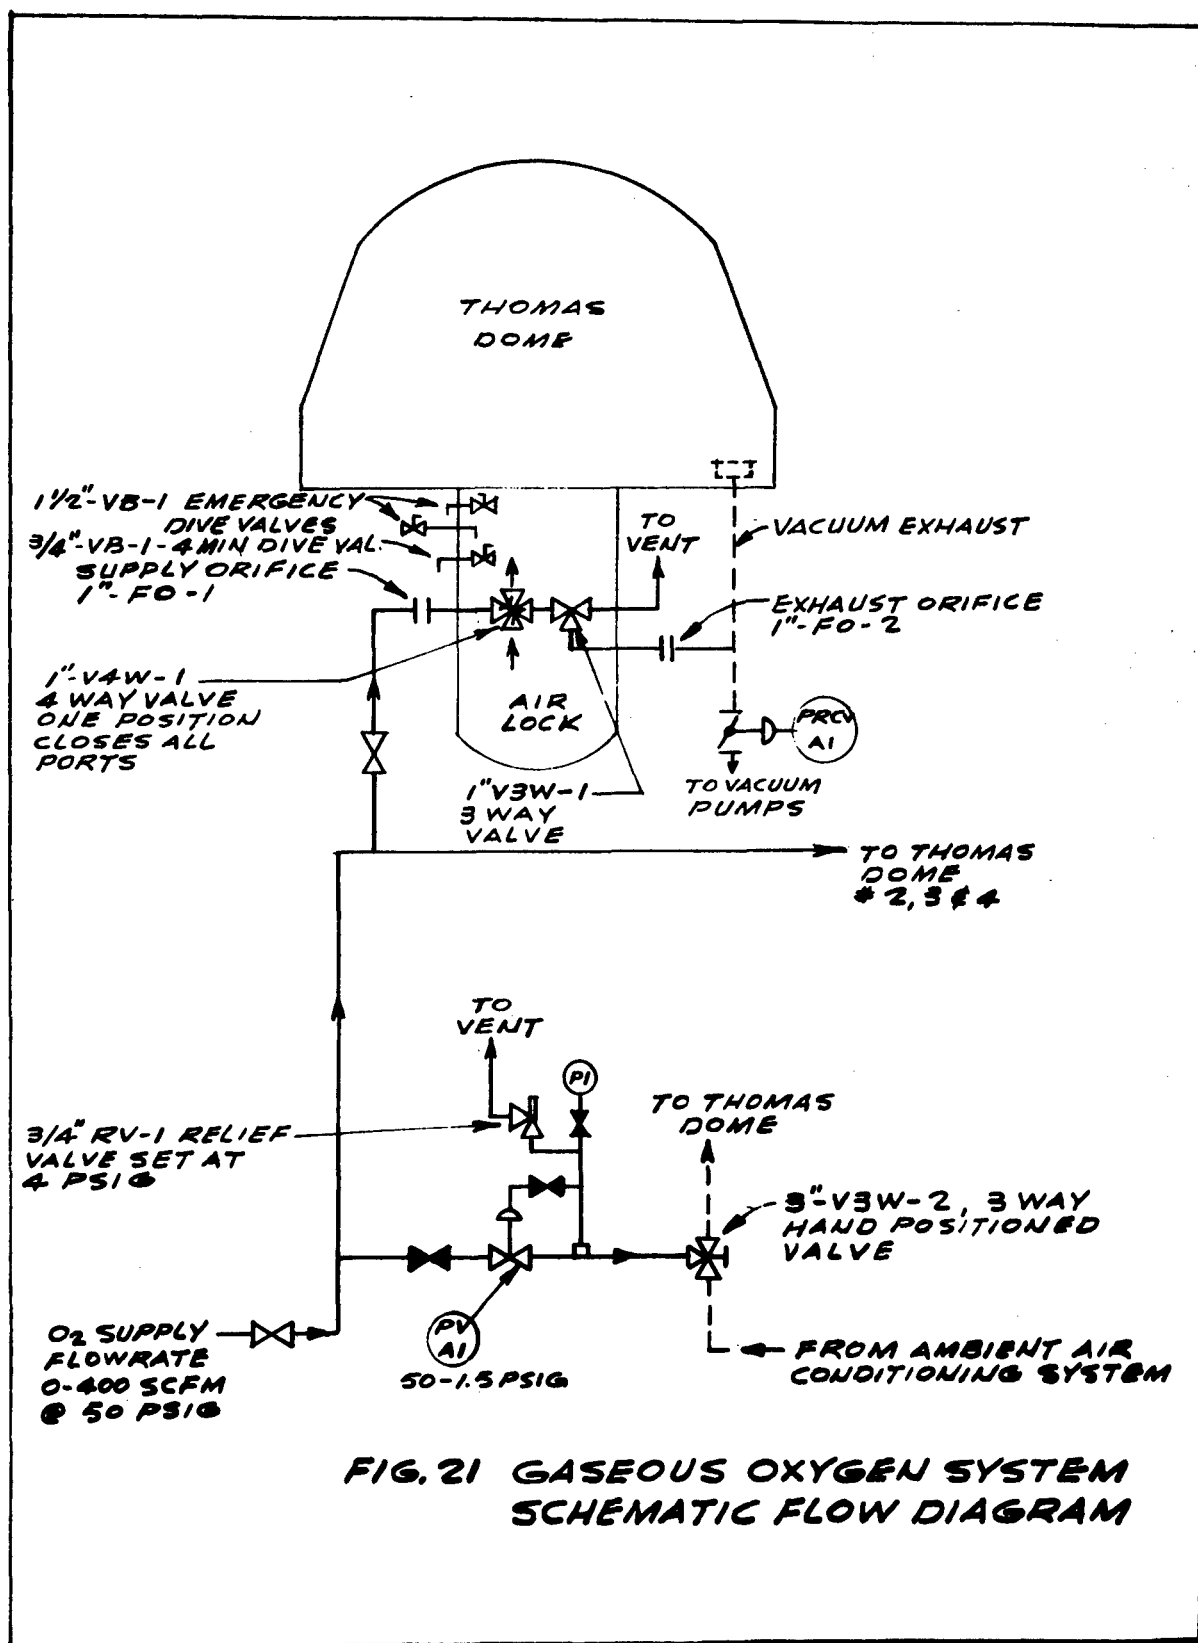 THOMAS
DOME
1 1/2"-VB-1 EMERGENCY
DIVE VALVES
3/4"-VB-1-4 MIN DIVE VAL.
SUPPLY ORIFICE
1"-FO-1
TO
VENT
VACUUM EXHAUST
EXHAUST ORIFICE
1"-FO-2
1"-V4W-1
4 WAY VALVE
ONE POSITION
CLOSES ALL
PORTS
AIR
LOCK
PRCV
A1
1"V3W-1
3 WAY
VALVE
TO VACUUM
PUMPS
TO THOMAS
DOME
# 2, 3 & 4
TO
VENT
PI
3/4" RV-1 RELIEF
VALVE SET AT
4 PSIG
TO THOMAS
DOME
3"-V3W-2, 3 WAY
HAND POSITIONED
VALVE
PV
A1
50-1.5 PSIG
O2 SUPPLY
FLOWRATE
0-400 SCFM
@ 50 PSIG
FROM AMBIENT AIR
CONDITIONING SYSTEM
FIG. 21 GASEOUS OXYGEN SYSTEM
SCHEMATIC FLOW DIAGRAM